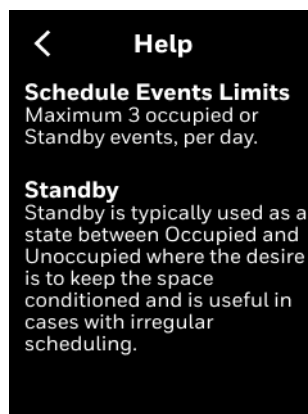 Help
Schedule Events Limits
Maximum 3 occupied or
Standby events, per day.
Standby
Standby is typically used as a
state between Occupied and
Unoccupied where the desire
is to keep the space
conditioned and is useful in
cases with irregular
scheduling.